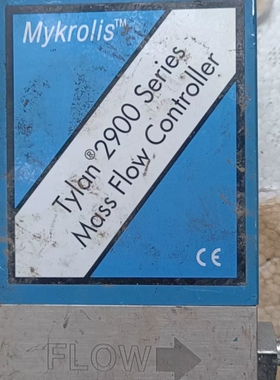 Mykrolis™
Tylan® 2900 Series
Mass Flow Controller
CE
FLOW